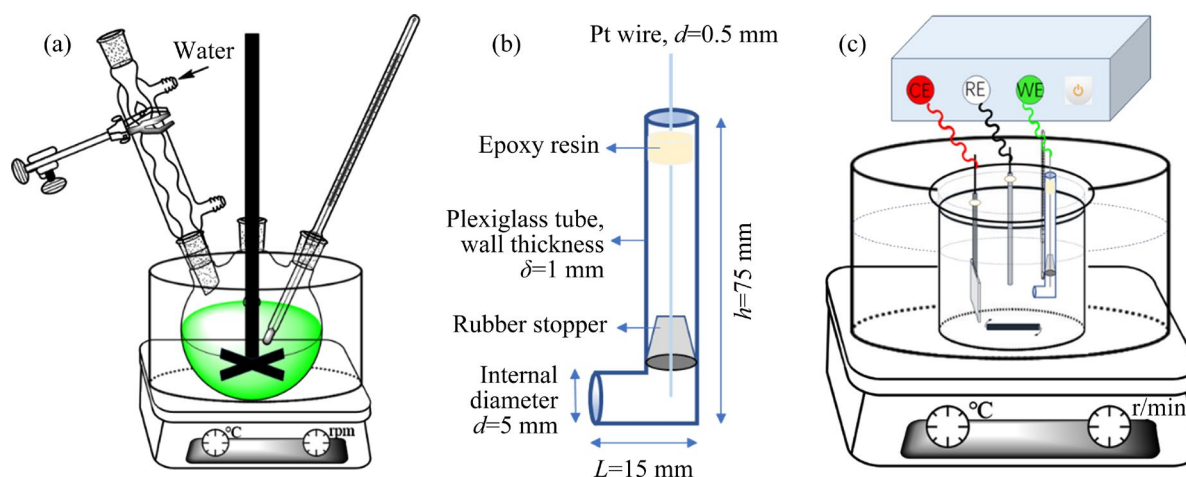 (a)
Water
°C
rpm
(b)
Pt wire, d=0.5 mm
Epoxy resin
Plexiglass tube,
wall thickness
δ=1 mm
Rubber stopper
Internal
diameter
d=5 mm
h=75 mm
L=15 mm
(c)
CE
RE
WE
°C
r/min